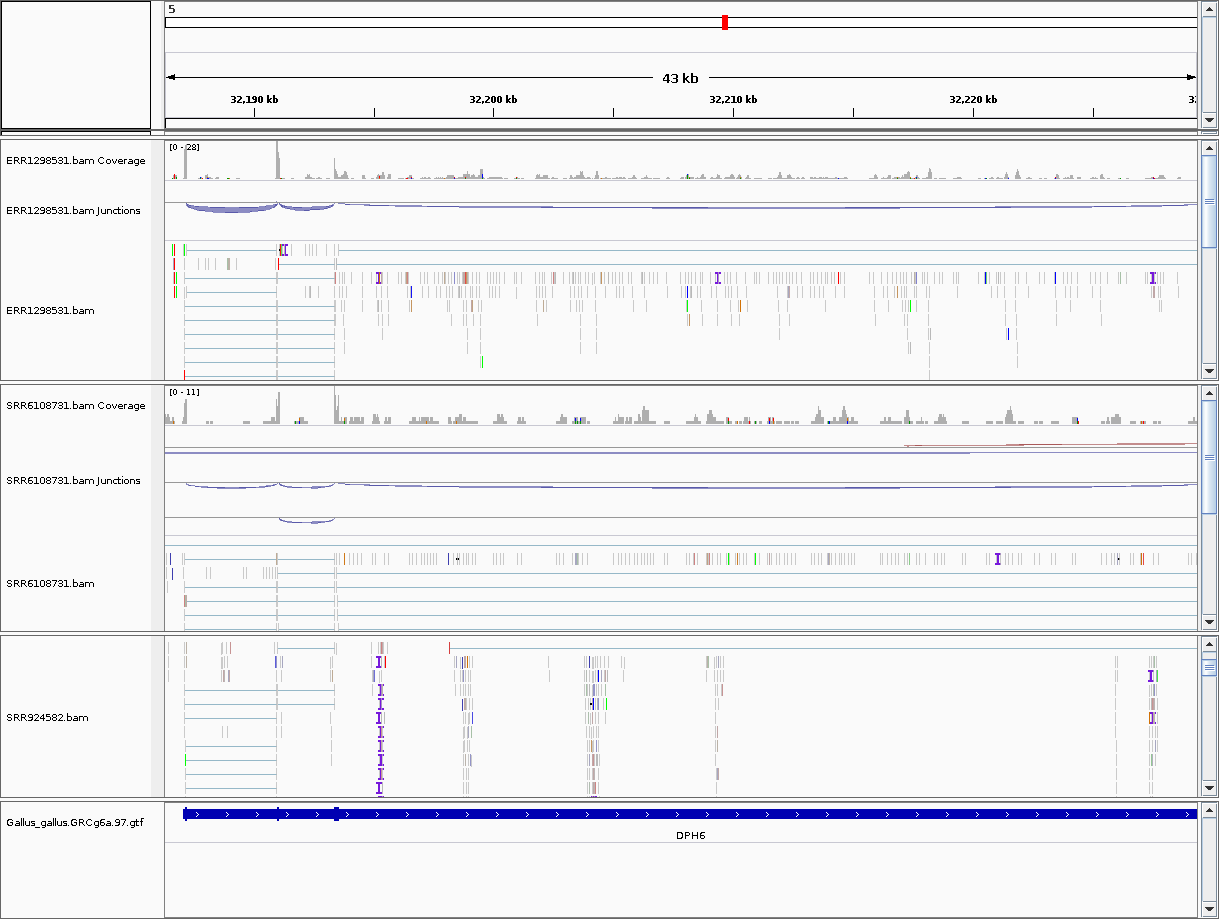 5
43 kb
32,190 kb
32,200 kb
32,210 kb
32,220 kb
32
ERR1298531.bam Coverage
[0 - 28]
ERR1298531.bam Junctions
ERR1298531.bam
SRR6108731.bam Coverage
[0 - 11]
SRR6108731.bam Junctions
SRR6108731.bam
SRR924582.bam
Gallus_gallus.GRCg6a.97.gtf
DPH6